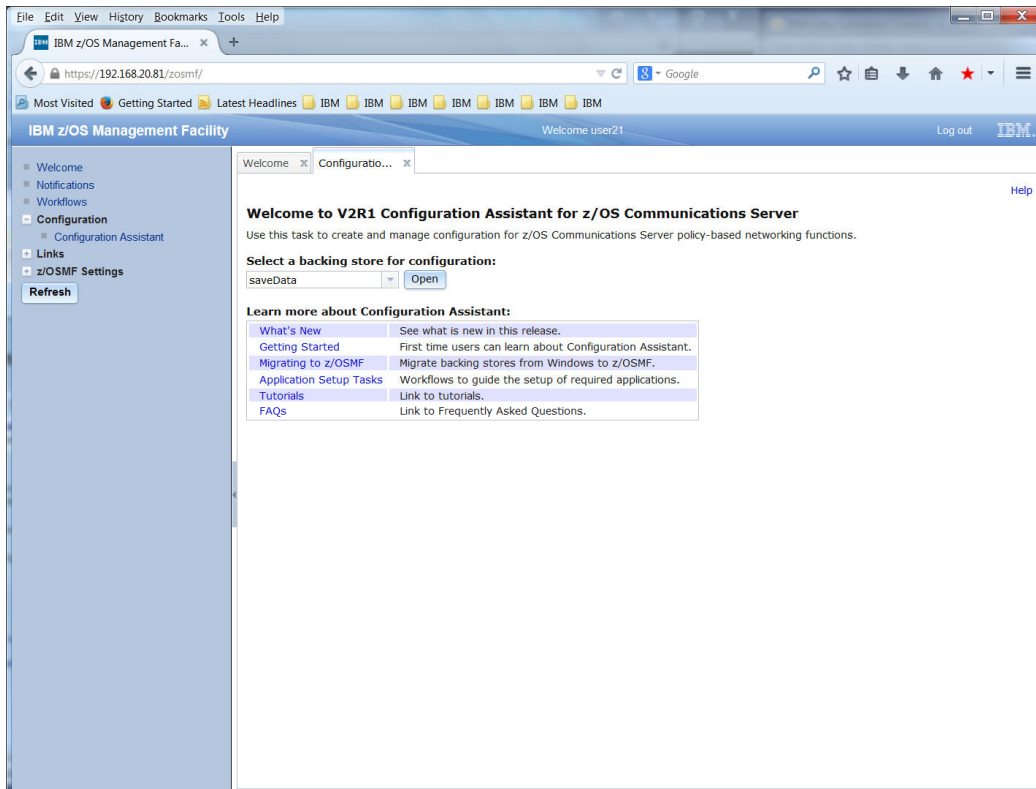 File Edit View History Bookmarks Tools Help
IBM IBM z/OS Management Fa... × +
https://192.168.20.81/zosmf/ 8 Google
Most Visited Getting Started Latest Headlines IBM IBM IBM IBM IBM IBM IBM
IBM z/OS Management Facility Welcome user21 Log out IBM.
Welcome
Notifications
Workflows
Configuration
Configuration Assistant
Links
z/OSMF Settings
Refresh
Welcome × Configuratio... ×
Help
Welcome to V2R1 Configuration Assistant for z/OS Communications Server
Use this task to create and manage configuration for z/OS Communications Server policy-based networking functions.
Select a backing store for configuration:
saveData Open
Learn more about Configuration Assistant:
What's New See what is new in this release.
Getting Started First time users can learn about Configuration Assistant.
Migrating to z/OSMF Migrate backing stores from Windows to z/OSMF.
Application Setup Tasks Workflows to guide the setup of required applications.
Tutorials Link to tutorials.
FAQs Link to Frequently Asked Questions.